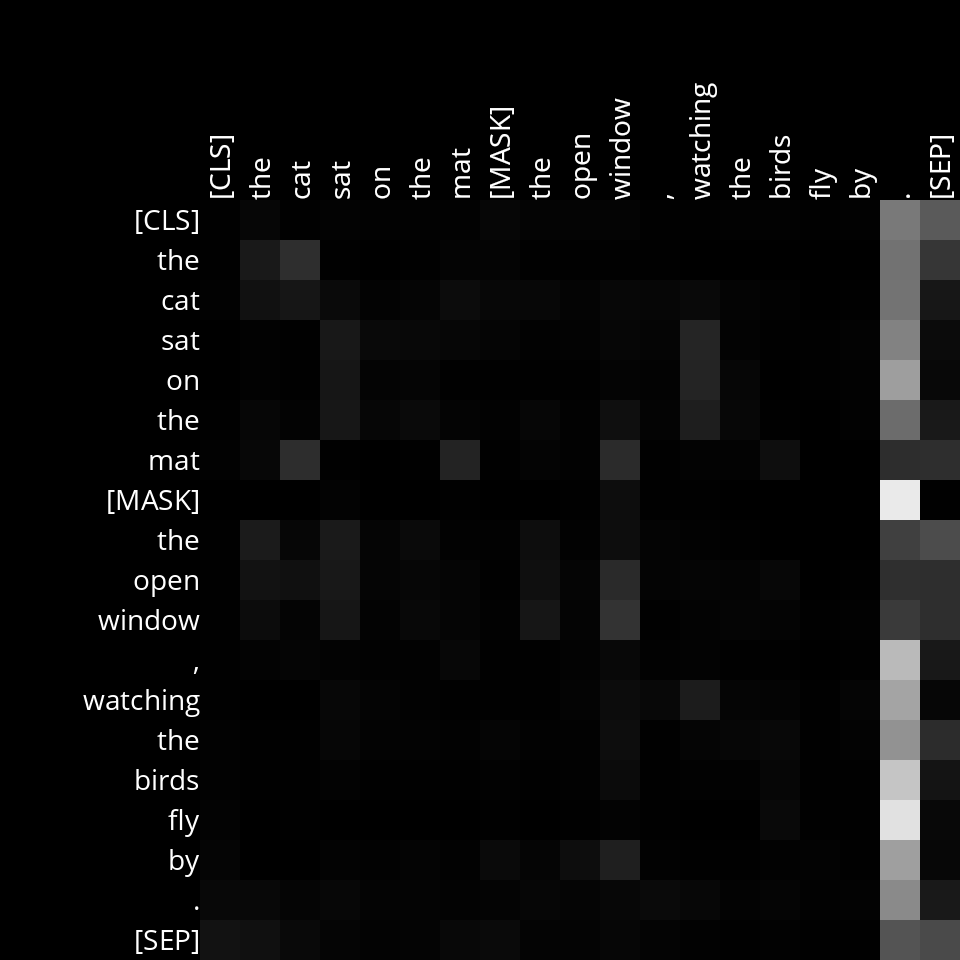 [CLS] the cat sat on the mat [MASK] the open window , watching the birds fly by . [SEP]
[CLS]
the
cat
sat
on
the
mat
[MASK]
the
open
window
,
watching
the
birds
fly
by
.
[SEP]